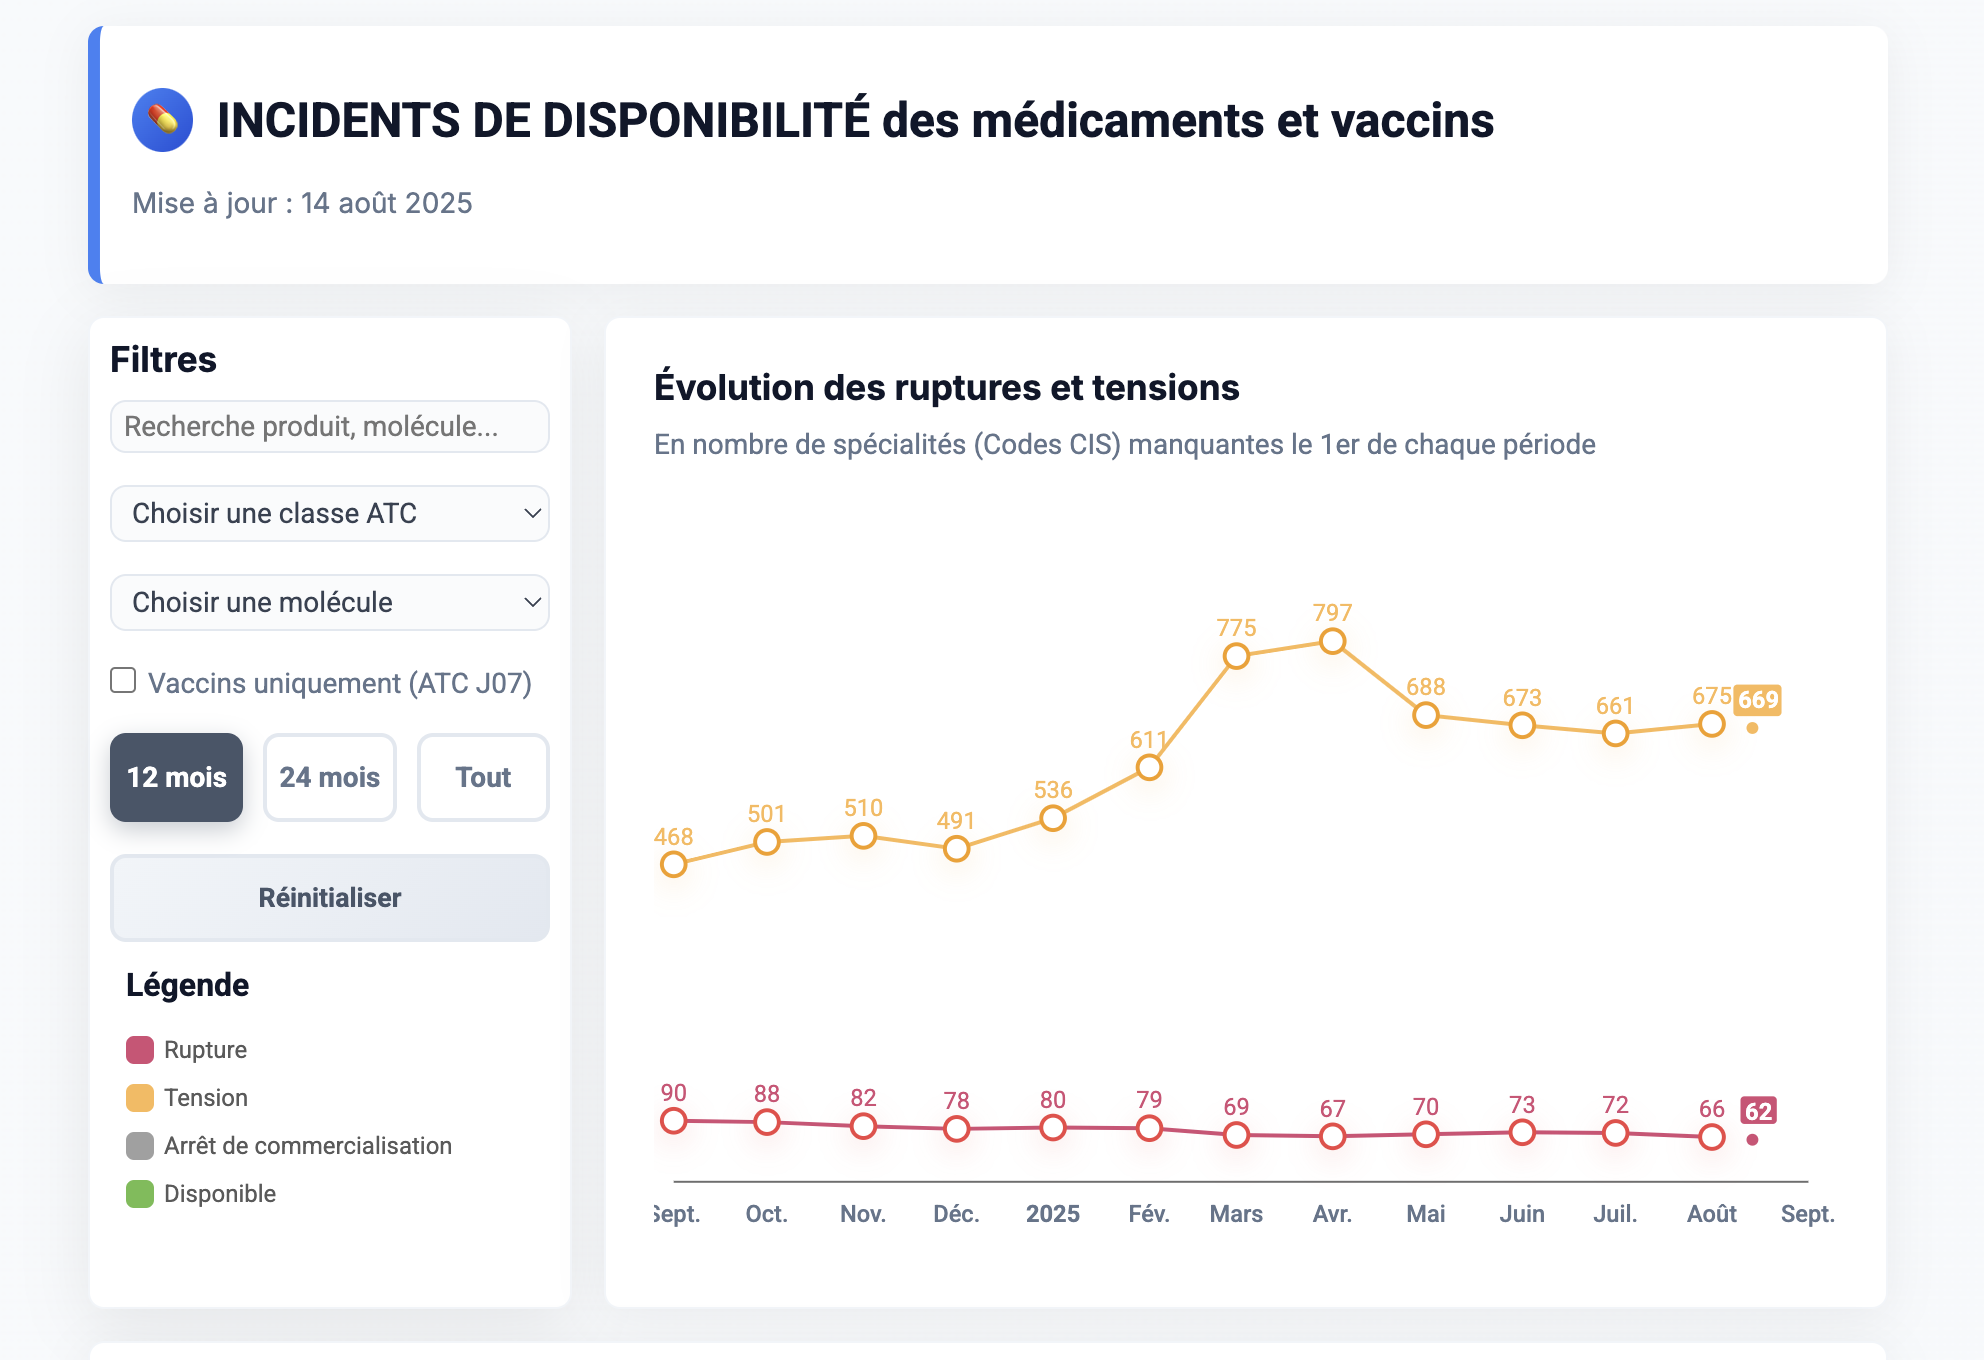 INCIDENTS DE DISPONIBILITÉ des médicaments et vaccins
Mise à jour : 14 août 2025
Filtres
Recherche produit, molécule...
Choisir une classe ATC
Choisir une molécule
Vaccins uniquement (ATC J07)
12 mois 24 mois Tout
Réinitialiser
Légende
Rupture
Tension
Arrêt de commercialisation
Disponible
Évolution des ruptures et tensions
En nombre de spécialités (Codes CIS) manquantes le 1er de chaque période
468 501 510 491 536 611 775 797 688 673 661 675 669
90 88 82 78 80 79 69 67 70 73 72 66 62
Sept. Oct. Nov. Déc. 2025 Fév. Mars Avr. Mai Juin Juil. Août Sept.